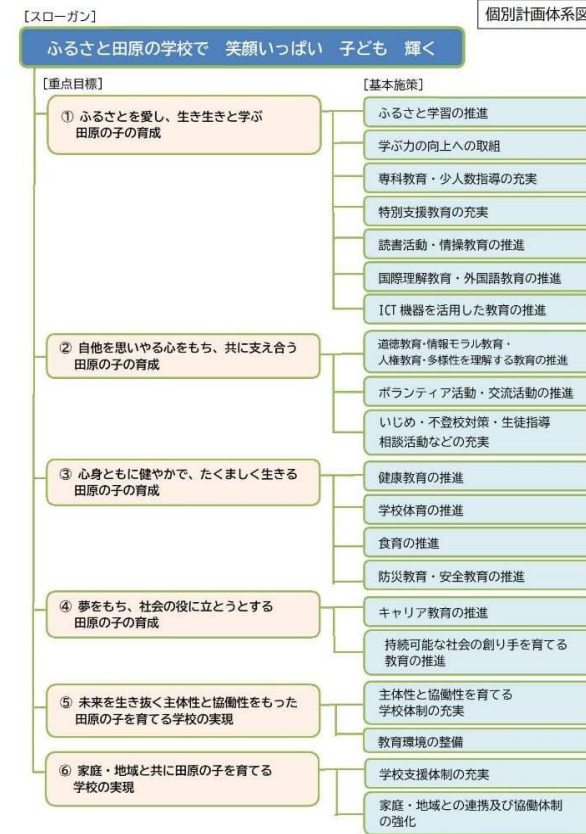 個別計画体系図
[スローガン]
ふるさと田原の学校で 笑顔いっぱい 子ども 輝く
[重点目標]
[基本施策]
① ふるさとを愛し、生き生きと学ぶ
田原の子の育成
ふるさと学習の推進
学ぶ力の向上への取組
専科教育・少人数指導の充実
特別支援教育の充実
読書活動・情操教育の推進
国際理解教育・外国語教育の推進
ICT 機器を活用した教育の推進
② 自他を思いやる心をもち、共に支え合う
田原の子の育成
道徳教育・情報モラル教育・
人権教育・多様性を理解する教育の推進
ボランティア活動・交流活動の推進
いじめ・不登校対策・生徒指導
相談活動などの充実
③ 心身ともに健やかで、たくましく生きる
田原の子の育成
健康教育の推進
学校体育の推進
食育の推進
防災教育・安全教育の推進
④ 夢をもち、社会の役に立とうとする
田原の子の育成
キャリア教育の推進
持続可能な社会の創り手を育てる
教育の推進
⑤ 未来を生き抜く主体性と協働性をもった
田原の子を育てる学校の実現
主体性と協働性を育てる
学校体制の充実
教育環境の整備
⑥ 家庭・地域と共に田原の子を育てる
学校の実現
学校支援体制の充実
家庭・地域との連携及び協働体制
の強化